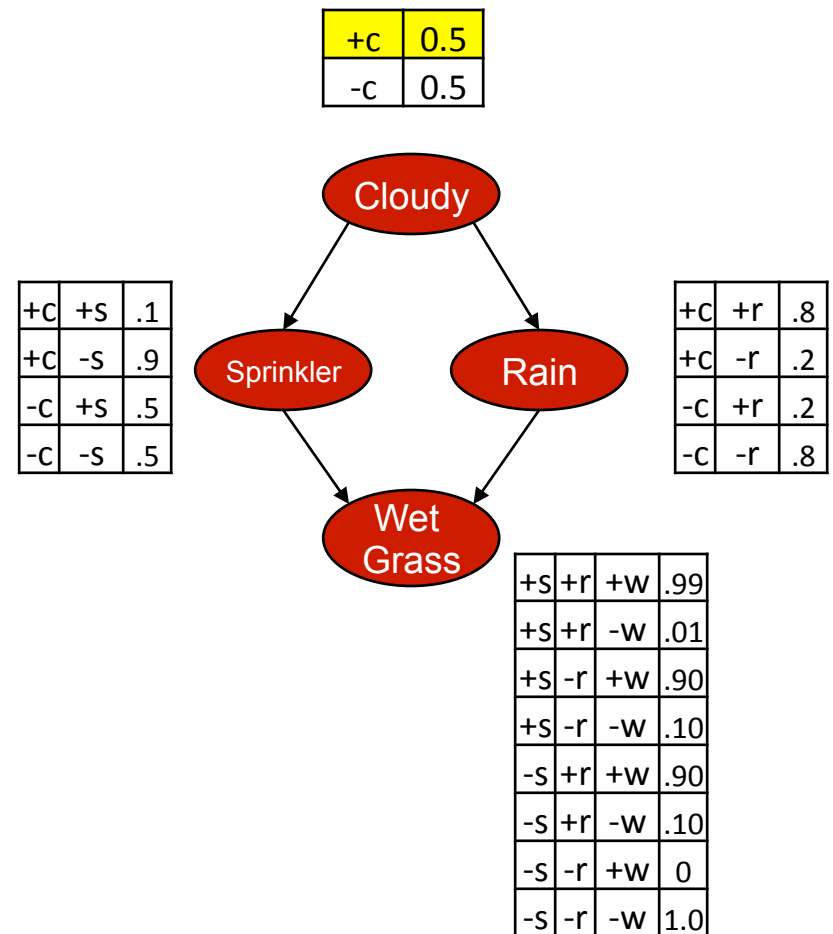 +c 0.5
-c 0.5
Cloudy
+c +s .1
+c -s .9
-c +s .5
-c -s .5
Sprinkler
Rain
+c +r .8
+c -r .2
-c +r .2
-c -r .8
Wet
Grass
+s +r +w .99
+s +r -w .01
+s -r +w .90
+s -r -w .10
-s +r +w .90
-s +r -w .10
-s -r +w 0
-s -r -w 1.0